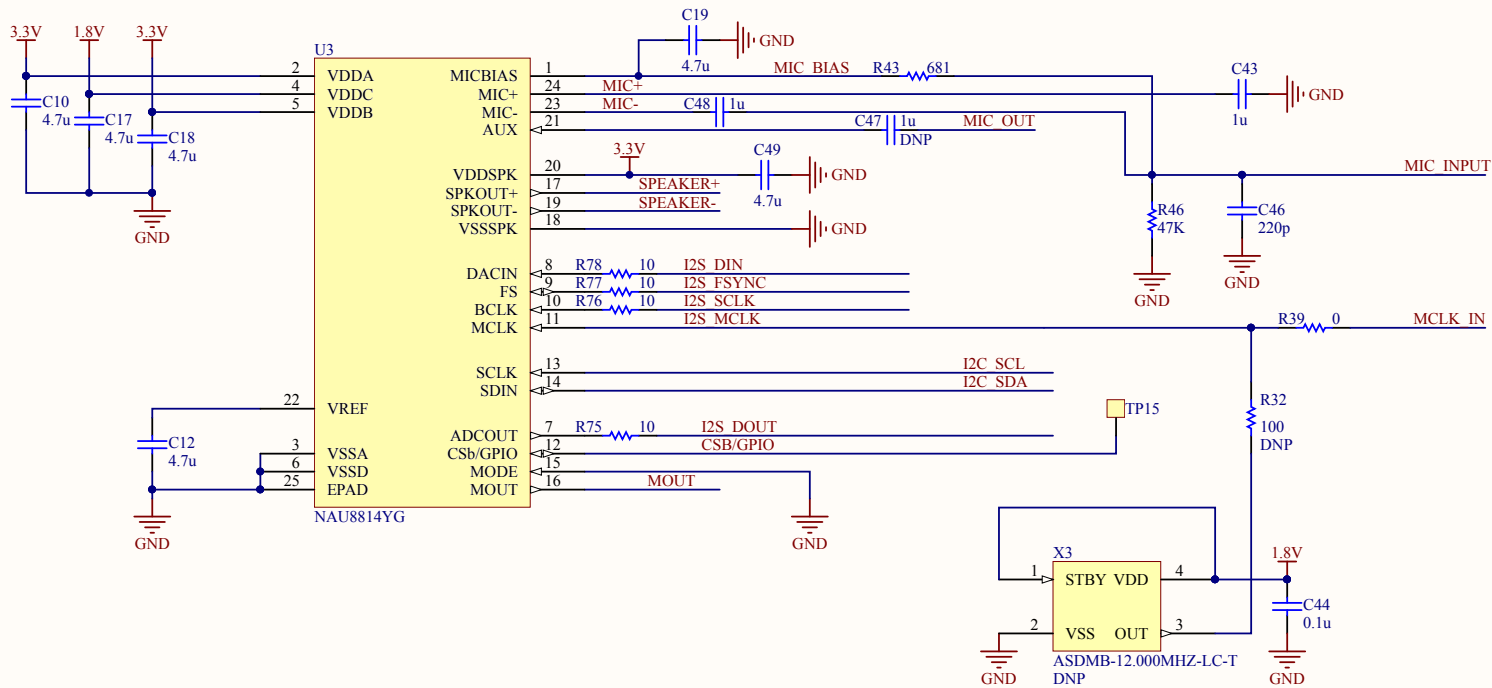 3.3V 1.8V 3.3V
C10 4.7u
C17 4.7u
C18 4.7u
GND
U3
2 VDDA
4 VDDC
5 VDDB
22 VREF
3 VSSA
6 VSSD
25 EPAD
C12 4.7u
GND
MICBIAS 1
MIC+ 24 MIC+
MIC- 23 MIC-
AUX 21
VDDSPK 20
SPKOUT+ 17 SPEAKER+
SPKOUT- 19 SPEAKER-
VSSSPK 18
DACIN 8 R78 10 I2S_DIN
FS 9 R77 10 I2S_FSYNC
BCLK 10 R76 10 I2S_SCLK
MCLK 11 I2S_MCLK
SCLK 13 I2C_SCL
SDIN 14 I2C_SDA
ADCOUT 7 R75 10 I2S_DOUT
CSb/GPIO 12 CSB/GPIO
MODE 15
MOUT 16 MOUT
NAU8814YG
C19 4.7u GND
MIC_BIAS R43 681
C43 1u GND
C48 1u
C47 1u DNP MIC_OUT
3.3V C49 4.7u GND
GND
MIC_INPUT
R46 47K GND
C46 220p GND
R39 0 MCLK_IN
R32 100 DNP
TP15
GND
X3
1 STBY VDD 4
2 VSS OUT 3
ASDMB-12.000MHZ-LC-T
DNP
GND
1.8V
C44 0.1u
GND